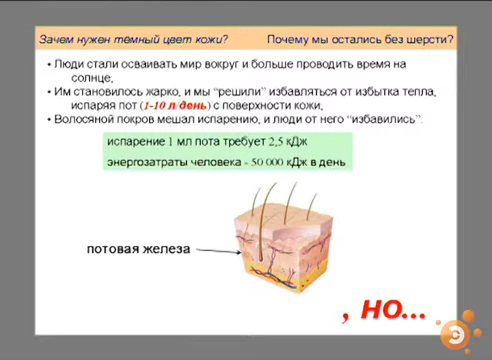 Зачем нужен тёмный цвет кожи? Почему мы остались без шерсти?
• Люди стали осваивать мир вокруг и больше проводить время на
солнце,
• Им становилось жарко, и мы "решили" избавляться от избытка тепла,
испаряя пот (1-10 л/день) с поверхности кожи,
• Волосяной покров мешал испарению, и люди от него "избавились".
испарение 1 мл пота требует 2,5 кДж
энергозатраты человека - 50 000 кДж в день
потовая железа
, но...
Э